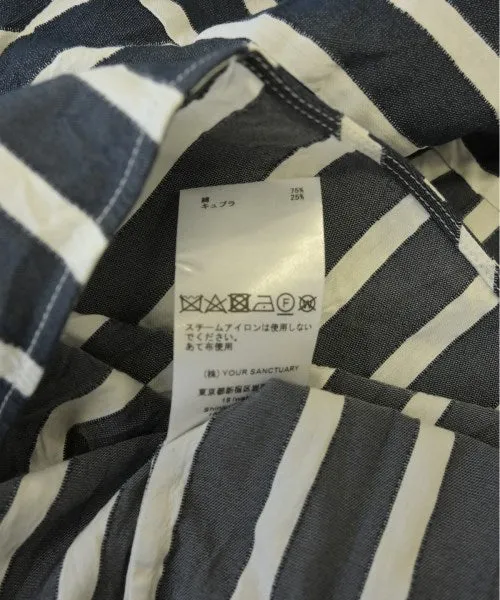 綿 75%
キュプラ 25%
F W
スチームアイロンは使用しない
でください。
あて布使用
(株) YOUR SANCTUARY
東京都新宿区